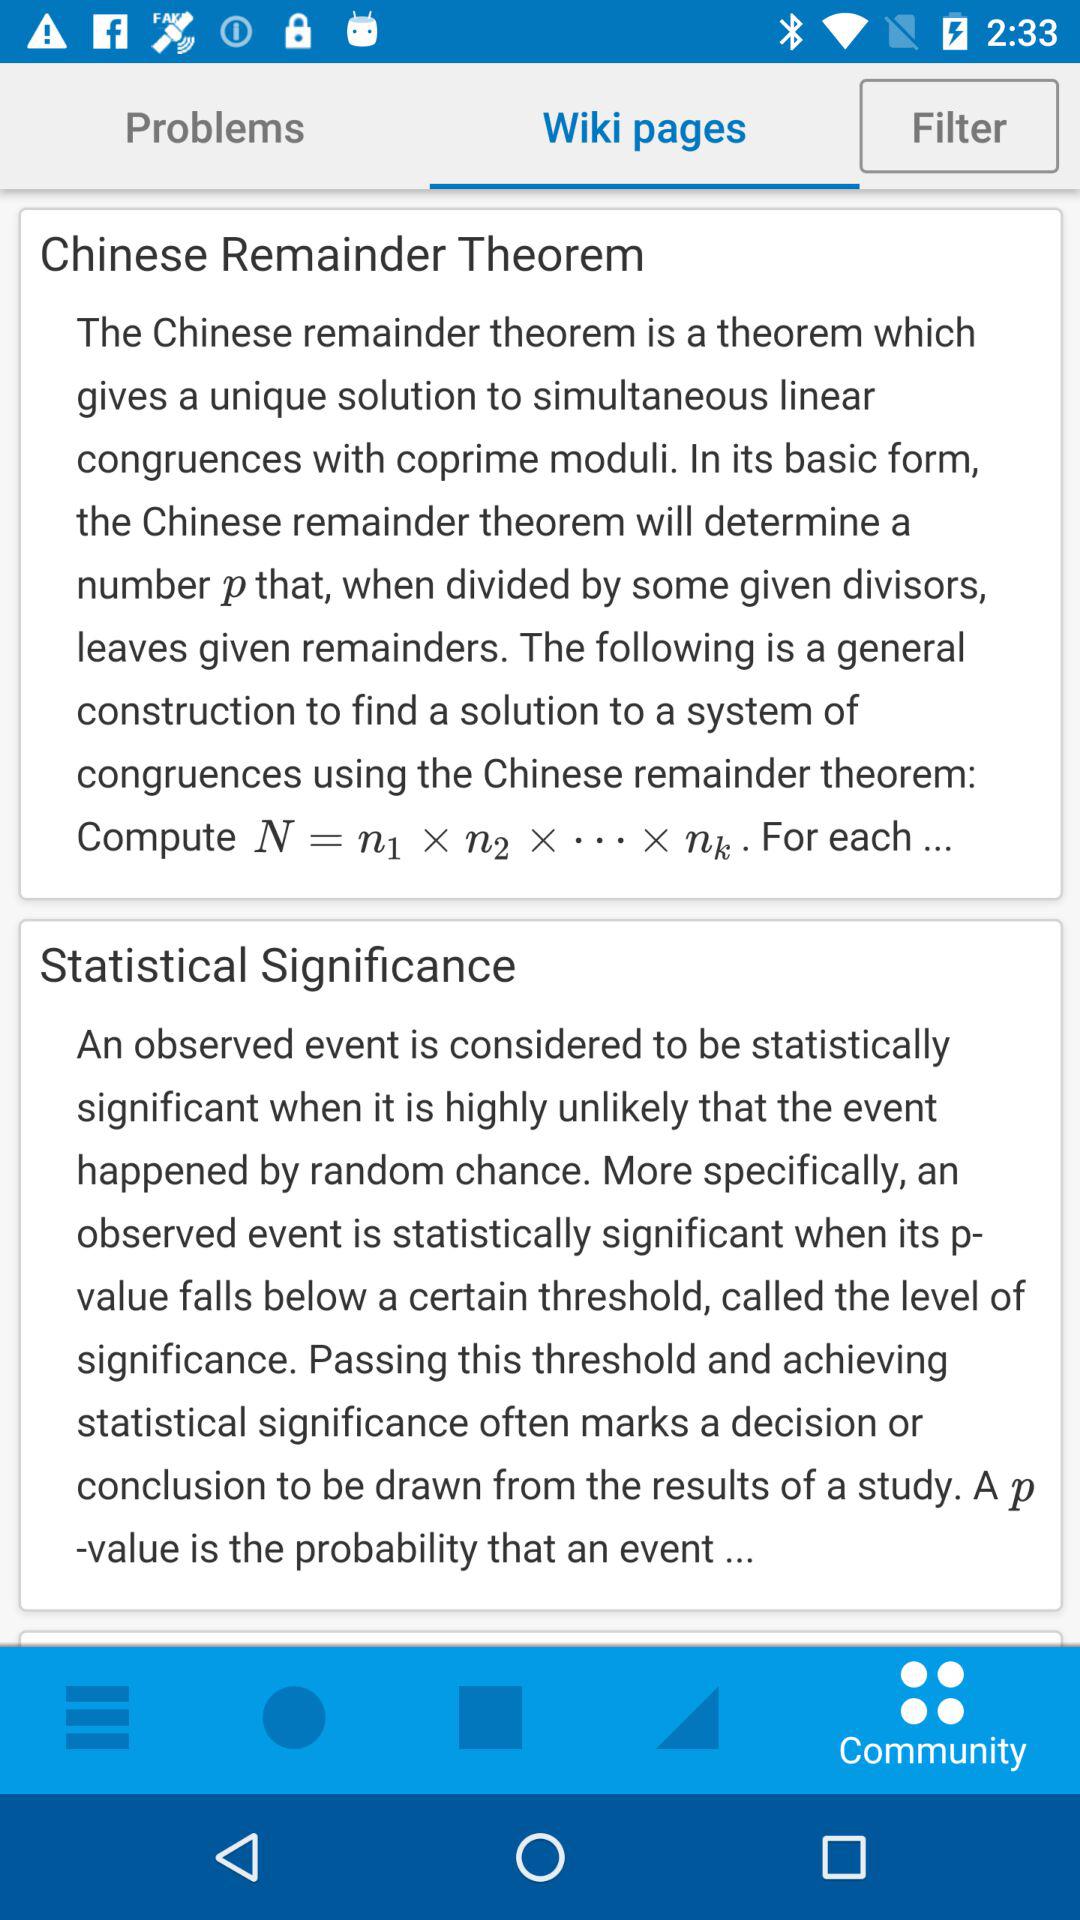 FAKE
2:33
Problems
Wiki pages
Filter
Chinese Remainder Theorem
The Chinese remainder theorem is a theorem which
gives a unique solution to simultaneous linear
congruences with coprime moduli. In its basic form,
the Chinese remainder theorem will determine a
number p that, when divided by some given divisors,
leaves given remainders. The following is a general
construction to find a solution to a system of
congruences using the Chinese remainder theorem:
Compute N = n₁ × n₂ × ⋯ × nₖ. For each ...
Statistical Significance
An observed event is considered to be statistically
significant when it is highly unlikely that the event
happened by random chance. More specifically, an
observed event is statistically significant when its p-
value falls below a certain threshold, called the level of
significance. Passing this threshold and achieving
statistical significance often marks a decision or
conclusion to be drawn from the results of a study. A p
-value is the probability that an event ...
Community